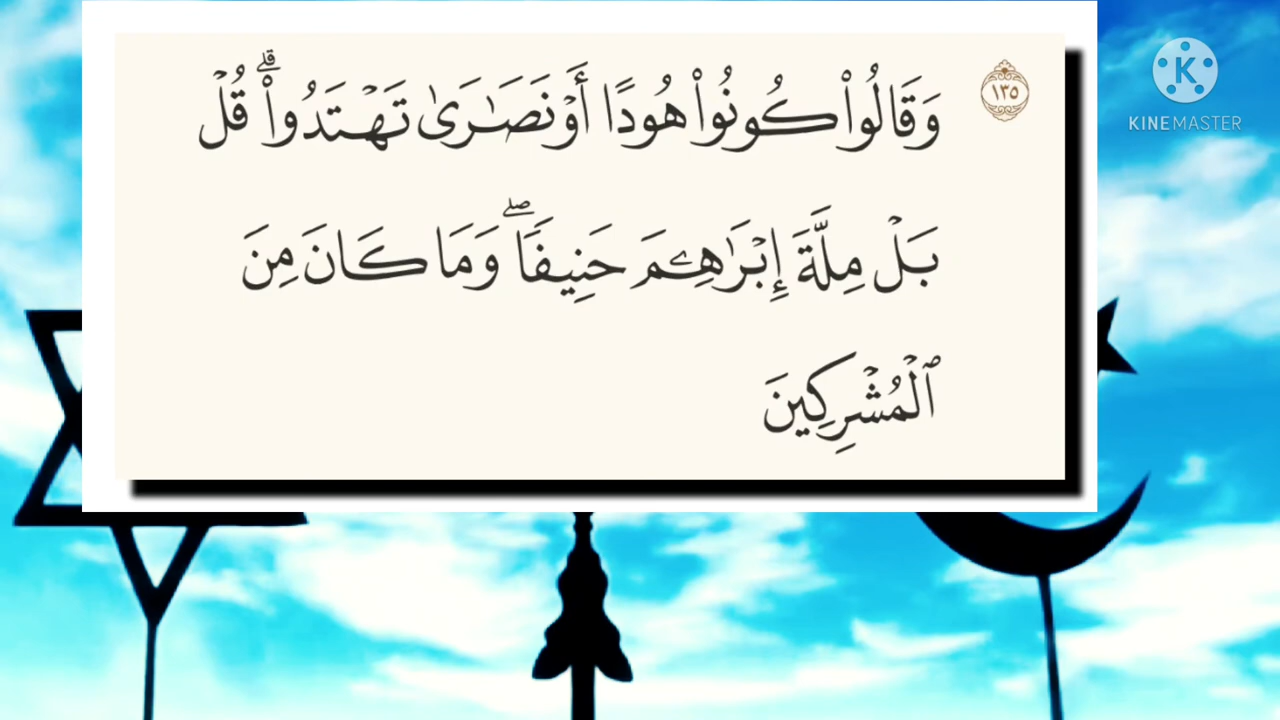 ١٣٥
وَقَالُوا۟ كُونُوا۟ هُودًا أَوْ نَصَـٰرَىٰ تَهْتَدُوا۟ ۗ قُلْ
بَلْ مِلَّةَ إِبْرَٰهِـۧمَ حَنِيفًا ۖ وَمَا كَانَ مِنَ
ٱلْمُشْرِكِينَ
KINEMASTER